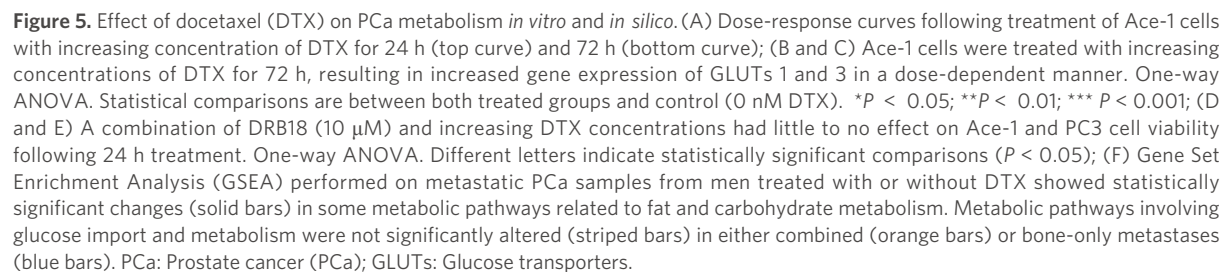 Figure 5. Effect of docetaxel (DTX) on PCa metabolism in vitro and in silico. (A) Dose-response curves following treatment of Ace-1 cells
with increasing concentration of DTX for 24 h (top curve) and 72 h (bottom curve); (B and C) Ace-1 cells were treated with increasing
concentrations of DTX for 72 h, resulting in increased gene expression of GLUTs 1 and 3 in a dose-dependent manner. One-way
ANOVA. Statistical comparisons are between both treated groups and control (0 nM DTX). *P < 0.05; **P < 0.01; *** P < 0.001; (D
and E) A combination of DRB18 (10 μM) and increasing DTX concentrations had little to no effect on Ace-1 and PC3 cell viability
following 24 h treatment. One-way ANOVA. Different letters indicate statistically significant comparisons (P < 0.05); (F) Gene Set
Enrichment Analysis (GSEA) performed on metastatic PCa samples from men treated with or without DTX showed statistically
significant changes (solid bars) in some metabolic pathways related to fat and carbohydrate metabolism. Metabolic pathways involving
glucose import and metabolism were not significantly altered (striped bars) in either combined (orange bars) or bone-only metastases
(blue bars). PCa: Prostate cancer (PCa); GLUTs: Glucose transporters.